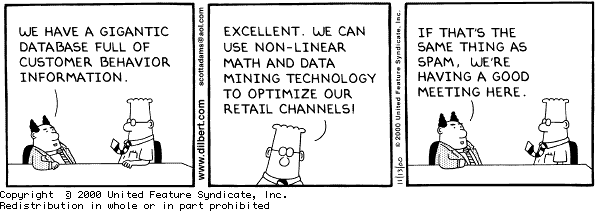 WE HAVE A GIGANTIC
DATABASE FULL OF
CUSTOMER BEHAVIOR
INFORMATION.
www.dilbert.com
scottadams@aol.com
EXCELLENT. WE CAN
USE NON-LINEAR
MATH AND DATA
MINING TECHNOLOGY
TO OPTIMIZE OUR
RETAIL CHANNELS!
11/13/00
© 2000 United Feature Syndicate, Inc.
IF THAT'S THE
SAME THING AS
SPAM, WE'RE
HAVING A GOOD
MEETING HERE.
Copyright © 2000 United Feature Syndicate, Inc.
Redistribution in whole or in part prohibited